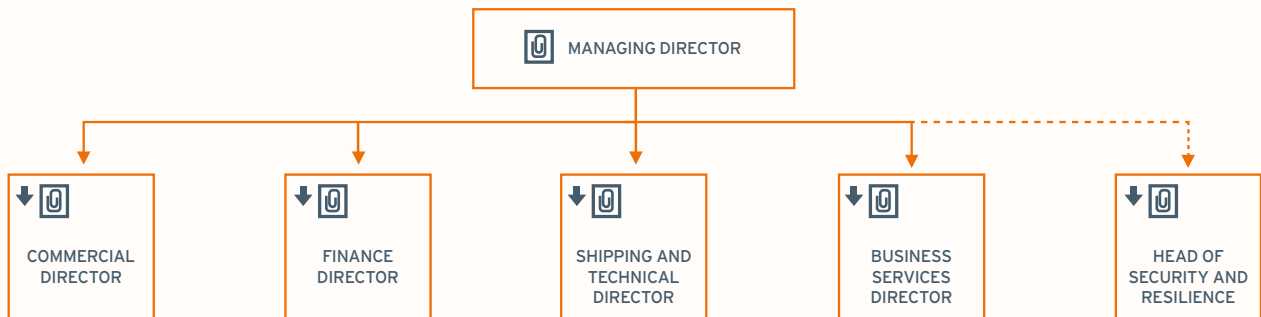 MANAGING DIRECTOR
COMMERCIAL
DIRECTOR
FINANCE
DIRECTOR
SHIPPING AND
TECHNICAL
DIRECTOR
BUSINESS
SERVICES
DIRECTOR
HEAD OF
SECURITY AND
RESILIENCE